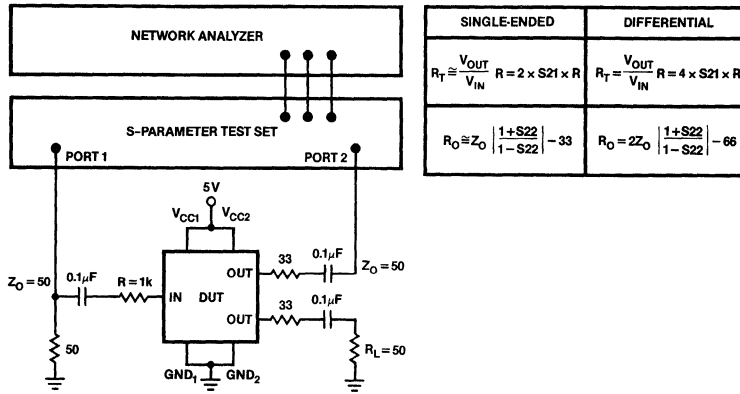 NETWORK ANALYZER
S–PARAMETER TEST SET
PORT 1
PORT 2
5V
VCC1
VCC2
ZO = 50
0.1μF
R = 1k
IN
DUT
OUT
33
0.1μF
ZO = 50
OUT
33
0.1μF
50
RL = 50
GND1
GND2
SINGLE-ENDED
DIFFERENTIAL
RT ≅ VOUT/VIN R = 2 × S21 × R
RT = VOUT/VIN R = 4 × S21 × R
RO ≅ ZO |1+S22/1–S22| – 33
RO = 2ZO |1+S22/1–S22| – 66